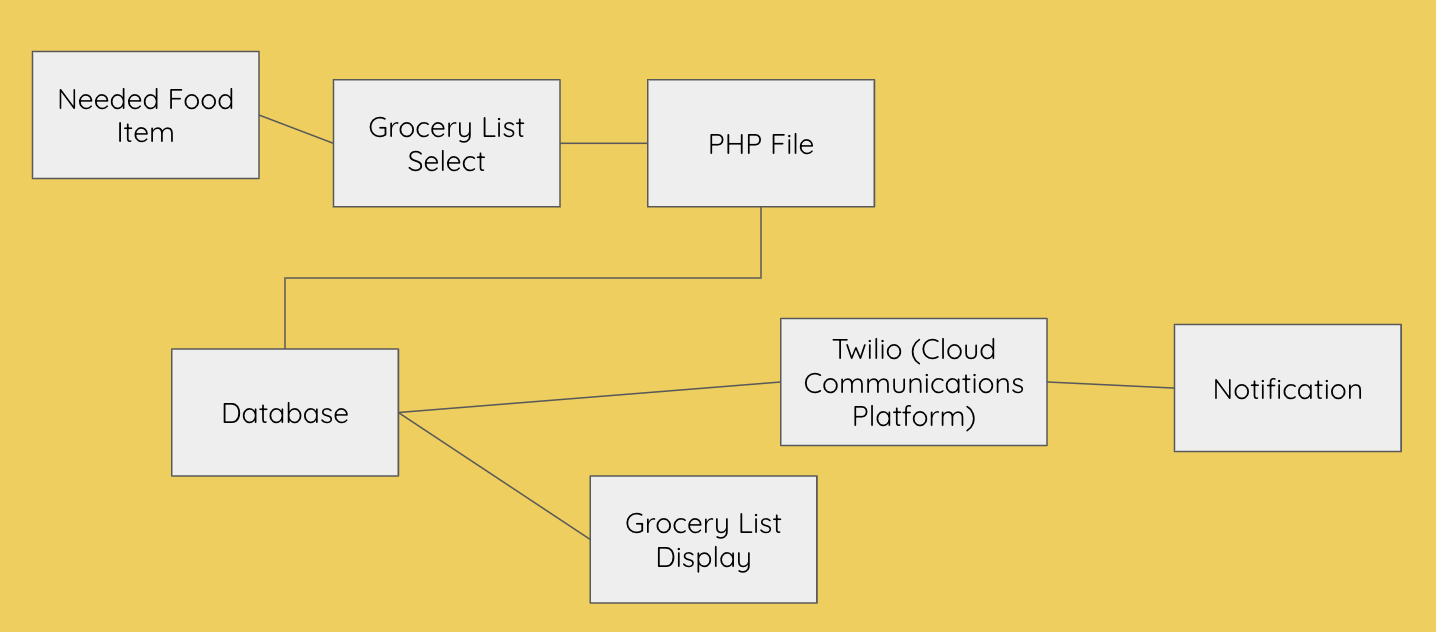 Needed Food
Item
Grocery List
Select
PHP File
Database
Twilio (Cloud
Communications
Platform)
Notification
Grocery List
Display